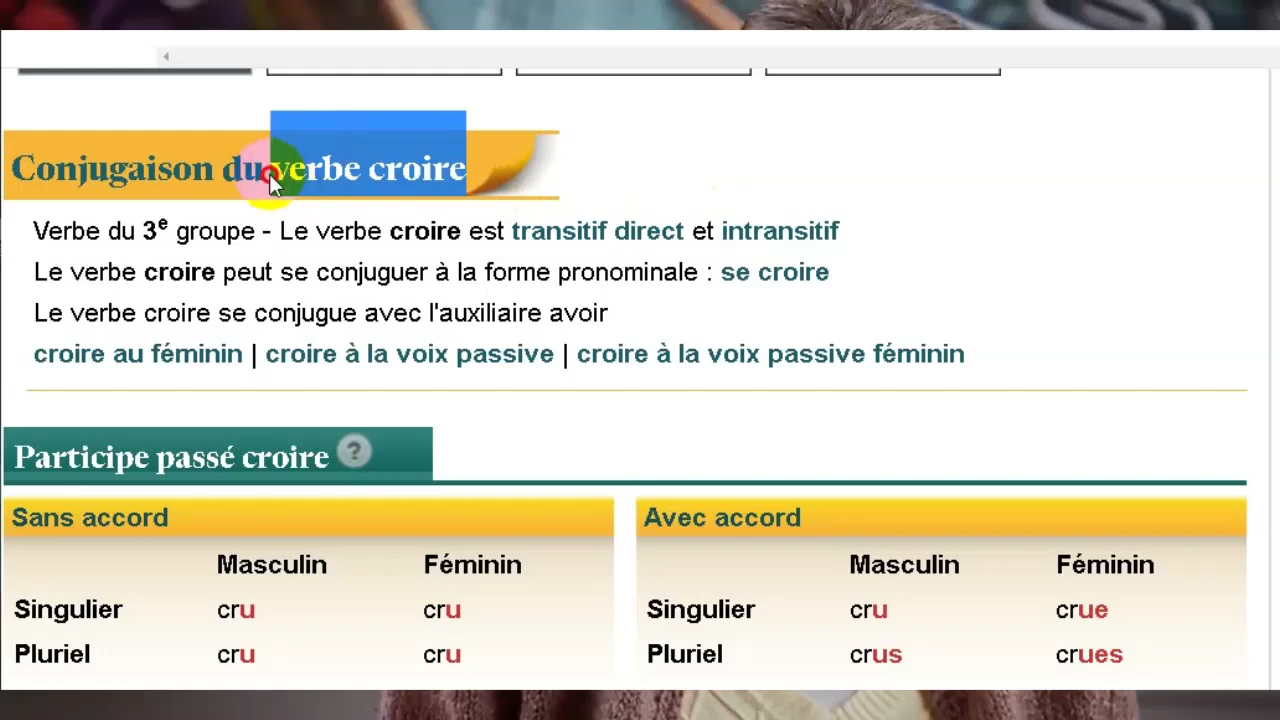 Conjugaison du verbe croire
Verbe du 3e groupe - Le verbe croire est transitif direct et intransitif
Le verbe croire peut se conjuguer à la forme pronominale : se croire
Le verbe croire se conjugue avec l'auxiliaire avoir
croire au féminin | croire à la voix passive | croire à la voix passive féminin
Participe passé croire ?
Sans accord
Masculin Féminin
Singulier cru cru
Pluriel cru cru
Avec accord
Masculin Féminin
Singulier cru crue
Pluriel crus crues